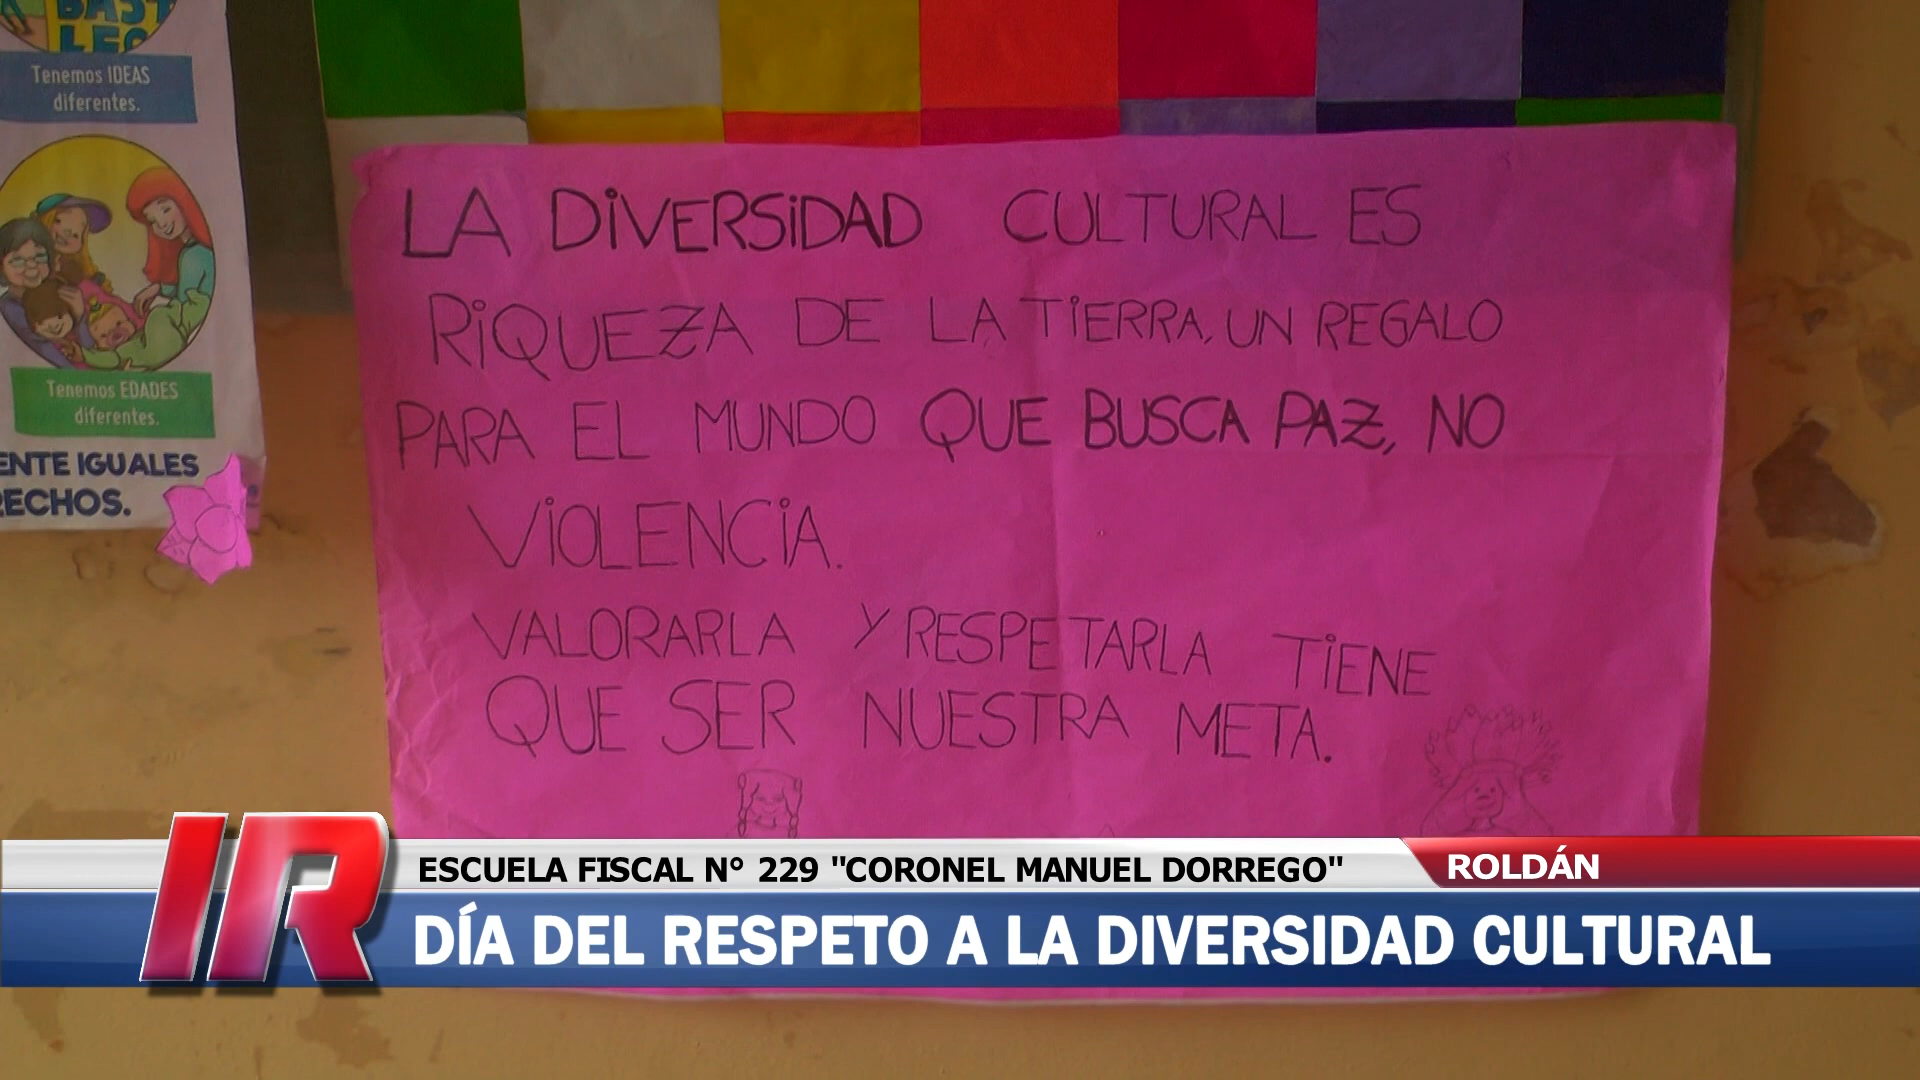 Tenemos IDEAS
diferentes.
Tenemos EDADES
diferentes.
IGUALES
LA DIVERSIDAD CULTURAL ES
RIQUEZA DE LA TIERRA, UN REGALO
PARA EL MUNDO QUE BUSCA PAZ, NO
VIOLENCIA.
VALORARLA Y RESPETARLA TIENE
QUE SER NUESTRA META.
IR
ESCUELA FISCAL N° 229 "CORONEL MANUEL DORREGO"
ROLDÁN
DÍA DEL RESPETO A LA DIVERSIDAD CULTURAL